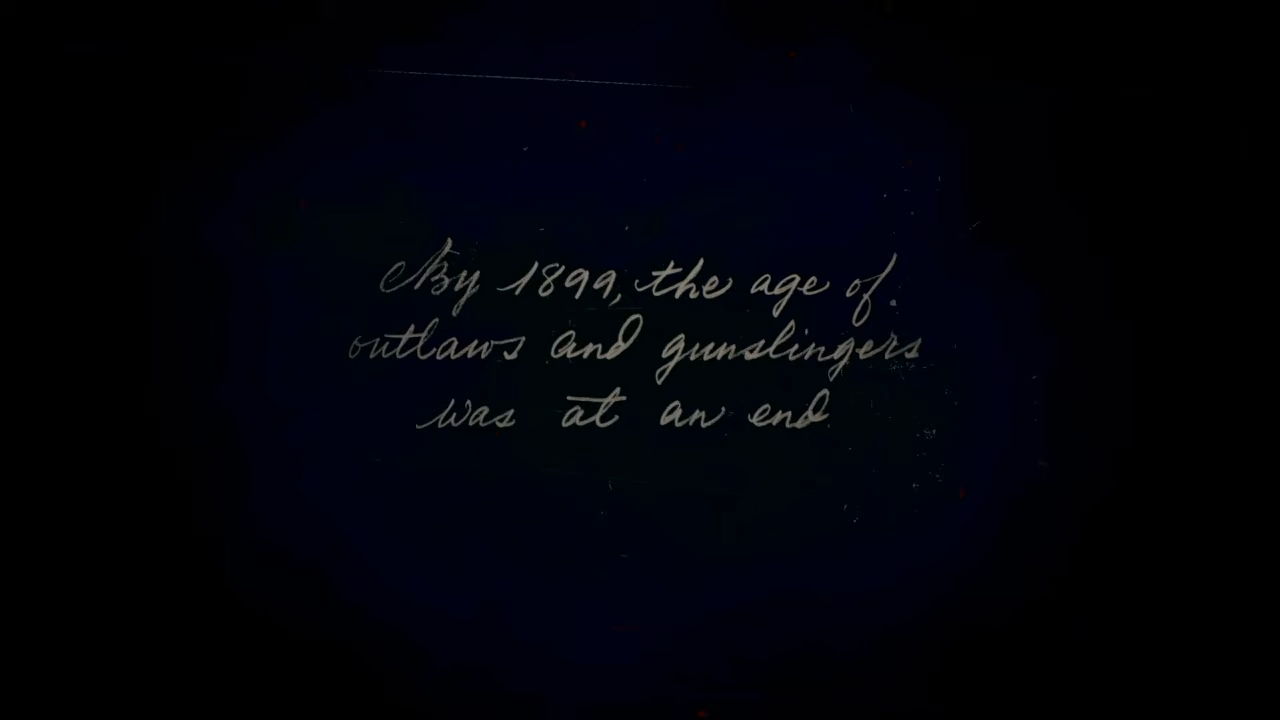 By 1899, the age of
outlaws and gunslingers
was at an end